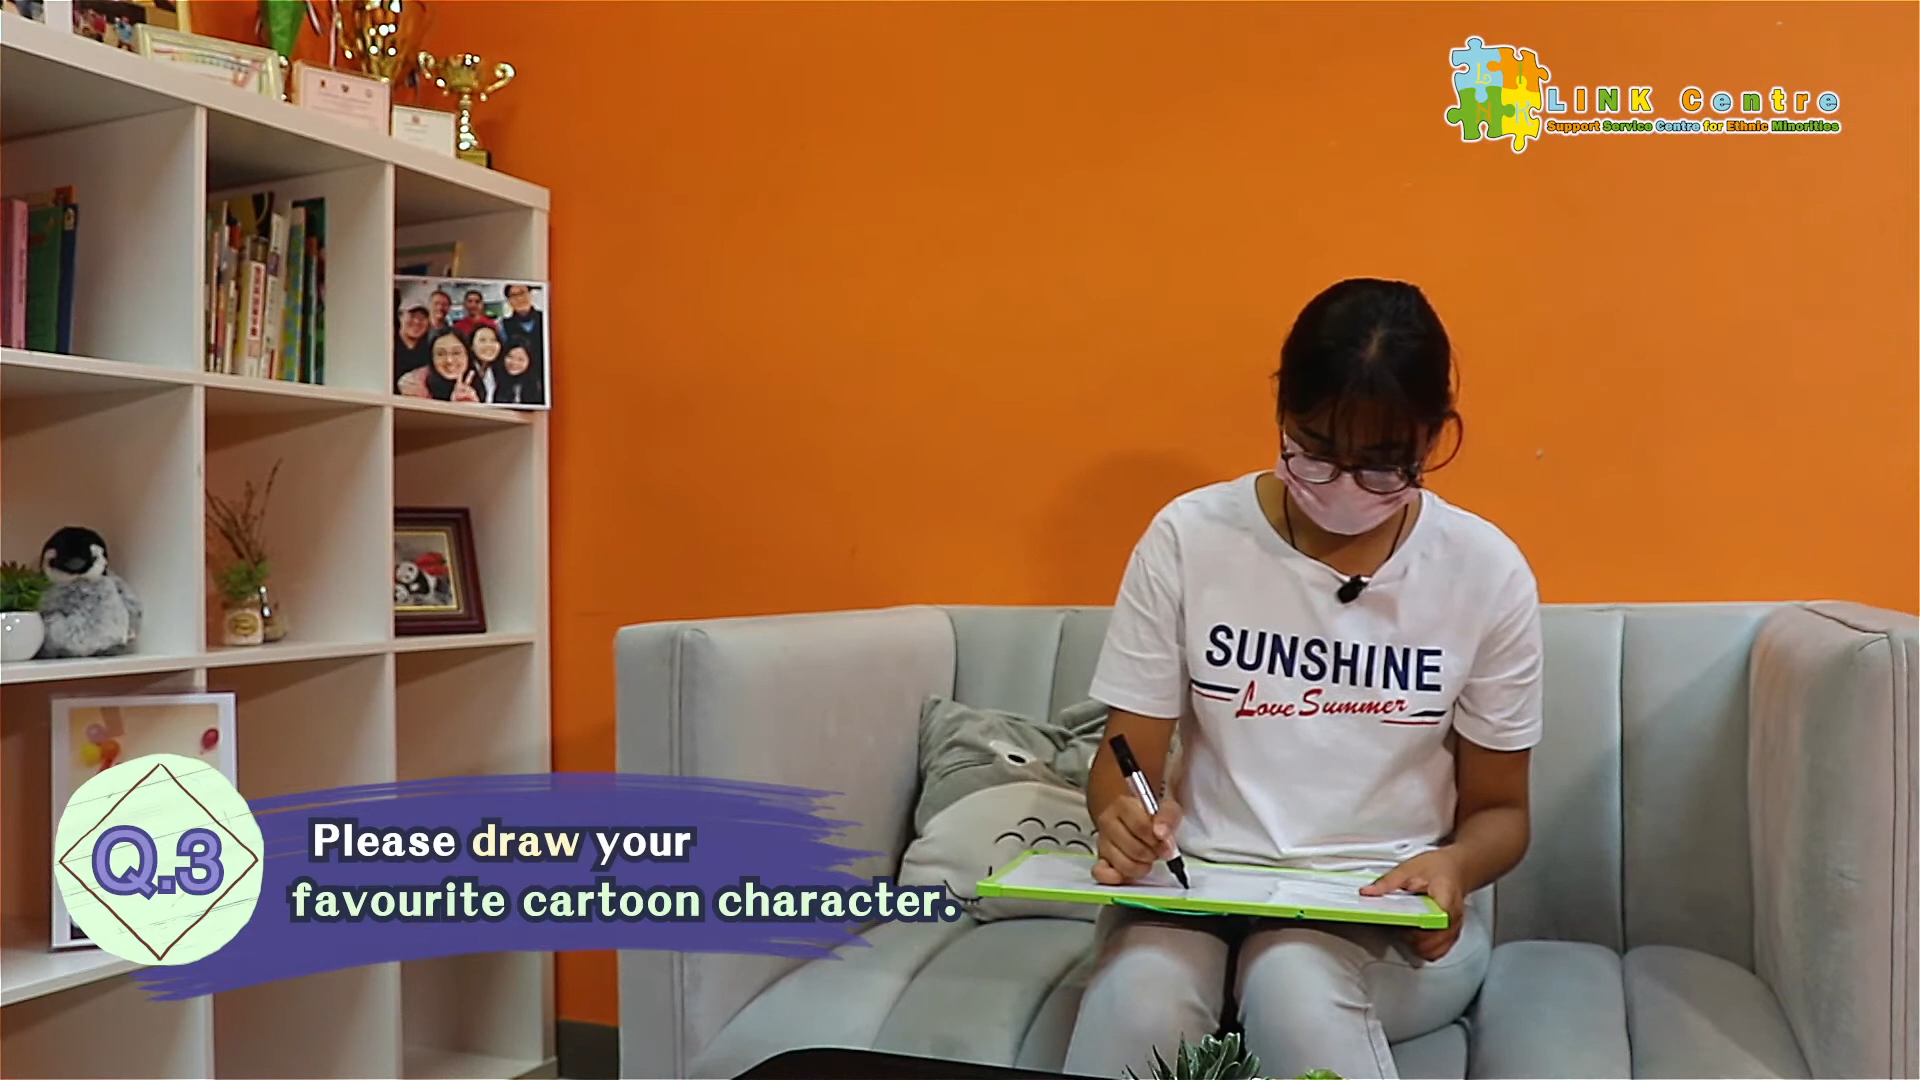 LINK Centre
Support Service Centre for Ethnic Minorities
SUNSHINE
Love Summer
Q.3
Please draw your
favourite cartoon character.